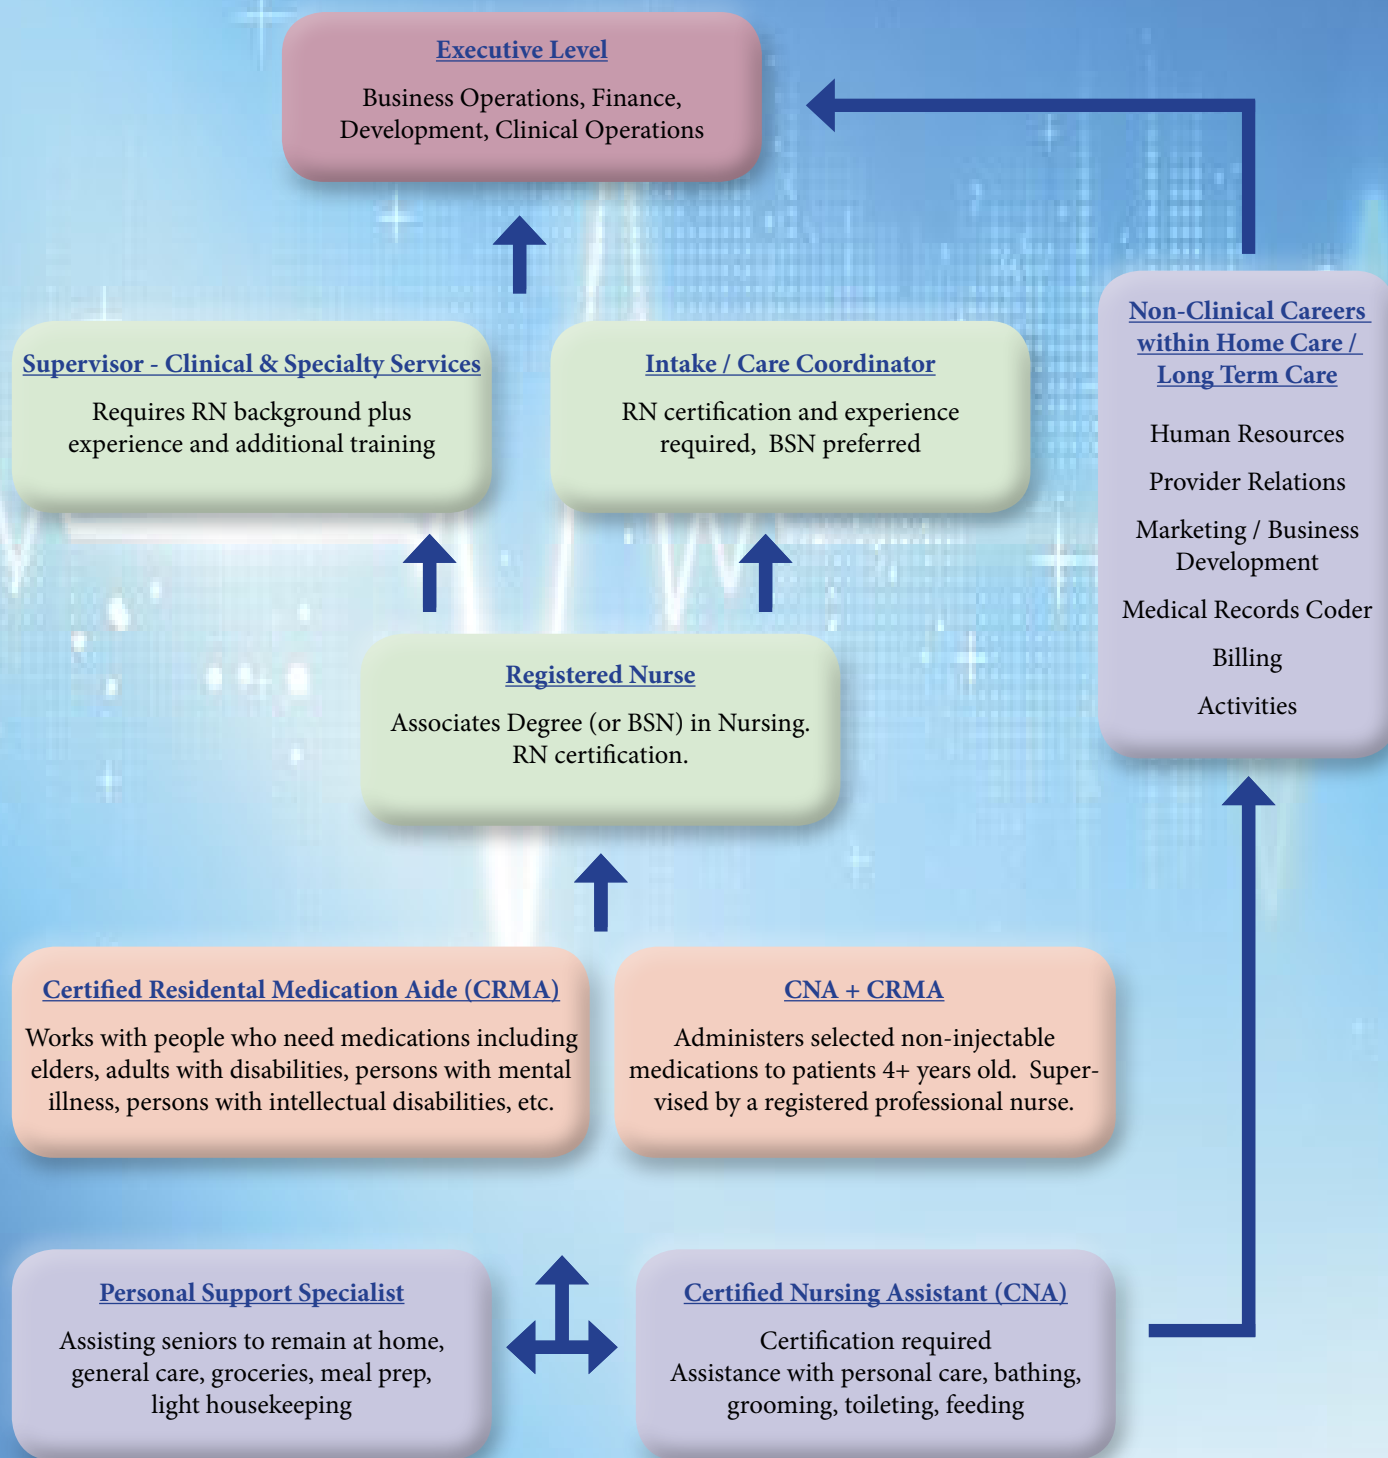 Executive Level
Business Operations, Finance,
Development, Clinical Operations
Supervisor - Clinical & Specialty Services
Requires RN background plus
experience and additional training
Intake / Care Coordinator
RN certification and experience
required,  BSN preferred
Non-Clinical Careers
within Home Care /
Long Term Care
Human Resources
Provider Relations
Marketing / Business
Development
Medical Records Coder
Billing
Activities
Registered Nurse
Associates Degree (or BSN) in Nursing.
RN certification.
Certified Residental Medication Aide (CRMA)
Works with people who need medications including
elders, adults with disabilities, persons with mental
illness, persons with intellectual disabilities, etc.
CNA + CRMA
Administers selected non-injectable
medications to patients 4+ years old.  Super-
vised by a registered professional nurse.
Personal Support Specialist
Assisting seniors to remain at home,
general care, groceries, meal prep,
light housekeeping
Certified Nursing Assistant (CNA)
Certification required
Assistance with personal care, bathing,
grooming, toileting, feeding